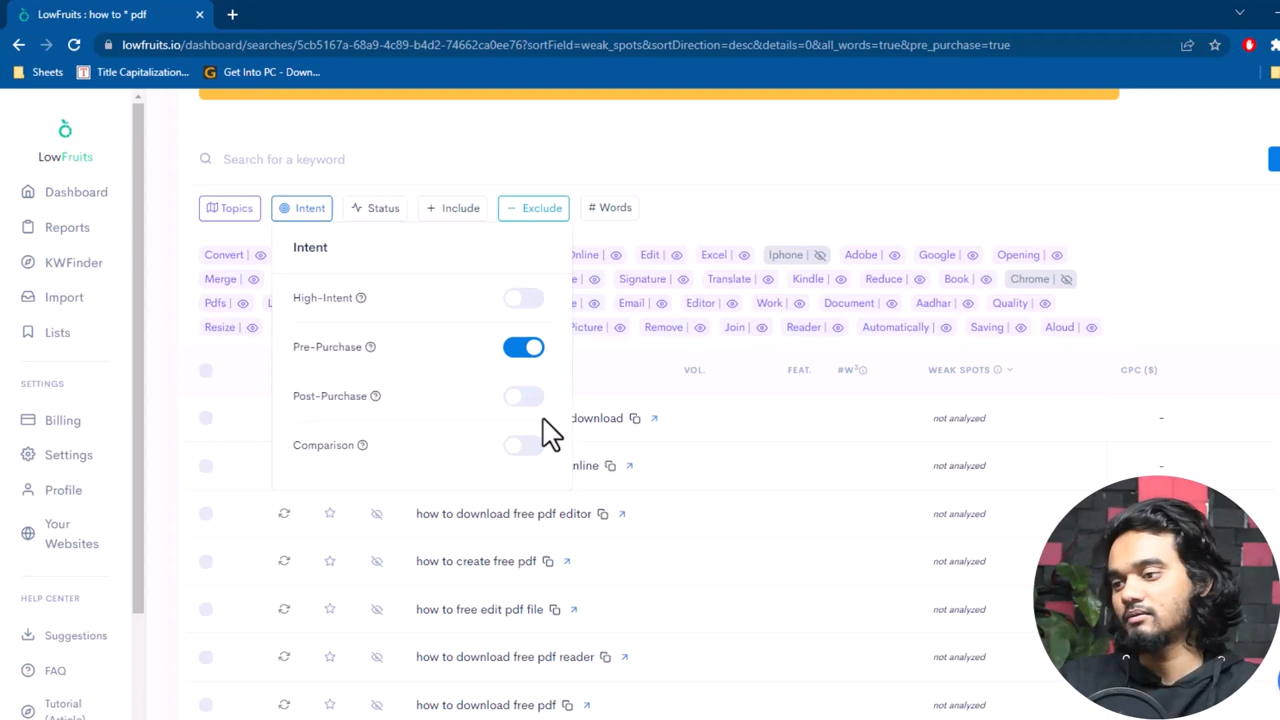 LowFruits : how to * pdf
lowfruits.io/dashboard/searches/5cb5167a-68a9-4c89-b4d2-74662ca0ee76?sortField=weak_spots&sortDirection=desc&details=0&all_words=true&pre_purchase=true
Sheets
Title Capitalization...
Get Into PC - Down...
LowFruits
Dashboard
Reports
KWFinder
Import
Lists
SETTINGS
Billing
Settings
Profile
Your
Websites
HELP CENTER
Suggestions
FAQ
Tutorial
(Article)
Search for a keyword
Topics Intent Status + Include − Exclude # Words
Intent
High-Intent
Pre-Purchase
Post-Purchase
Comparison
Convert | Online | Edit | Excel | Iphone | Adobe | Google | Opening |
Merge | Signature | Translate | Kindle | Reduce | Book | Chrome |
Pdfs | Email | Editor | Work | Document | Aadhar | Quality |
Resize | Picture | Remove | Join | Reader | Automatically | Saving | Aloud |
VOL. FEAT. #W³ WEAK SPOTS CPC ($)
download not analyzed -
nline not analyzed -
how to download free pdf editor not analyzed
how to create free pdf not analyzed
how to free edit pdf file not analyzed
how to download free pdf reader not analyzed
how to download free pdf not analyzed